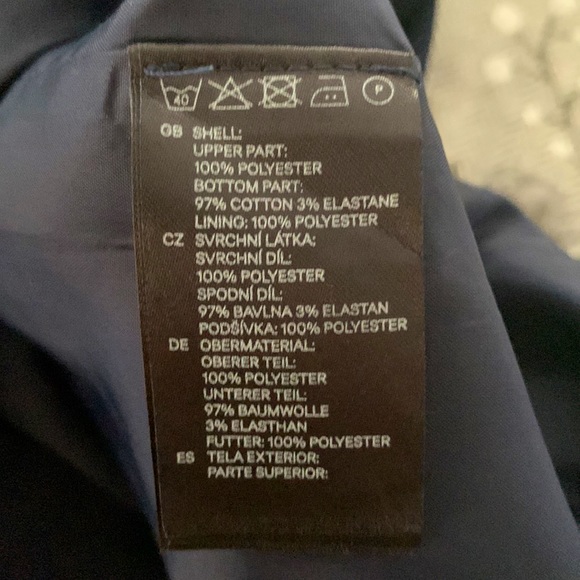 40 P
GB SHELL:
UPPER PART:
100% POLYESTER
BOTTOM PART:
97% COTTON 3% ELASTANE
LINING: 100% POLYESTER
CZ SVRCHNÍ LÁTKA:
SVRCHNÍ DÍL:
100% POLYESTER
SPODNÍ DÍL:
97% BAVLNA 3% ELASTAN
PODŠÍVKA: 100% POLYESTER
DE OBERMATERIAL:
OBERER TEIL:
100% POLYESTER
UNTERER TEIL:
97% BAUMWOLLE
3% ELASTHAN
FUTTER: 100% POLYESTER
ES TELA EXTERIOR:
PARTE SUPERIOR: